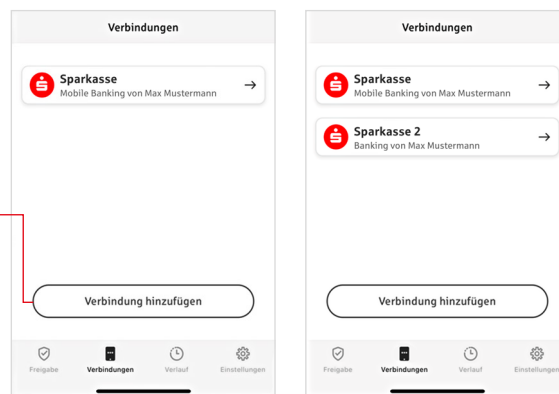 Verbindungen
Sparkasse
Mobile Banking von Max Mustermann
Verbindung hinzufügen
Freigabe Verbindungen Verlauf Einstellungen
Verbindungen
Sparkasse
Mobile Banking von Max Mustermann
Sparkasse 2
Banking von Max Mustermann
Verbindung hinzufügen
Freigabe Verbindungen Verlauf Einstellungen